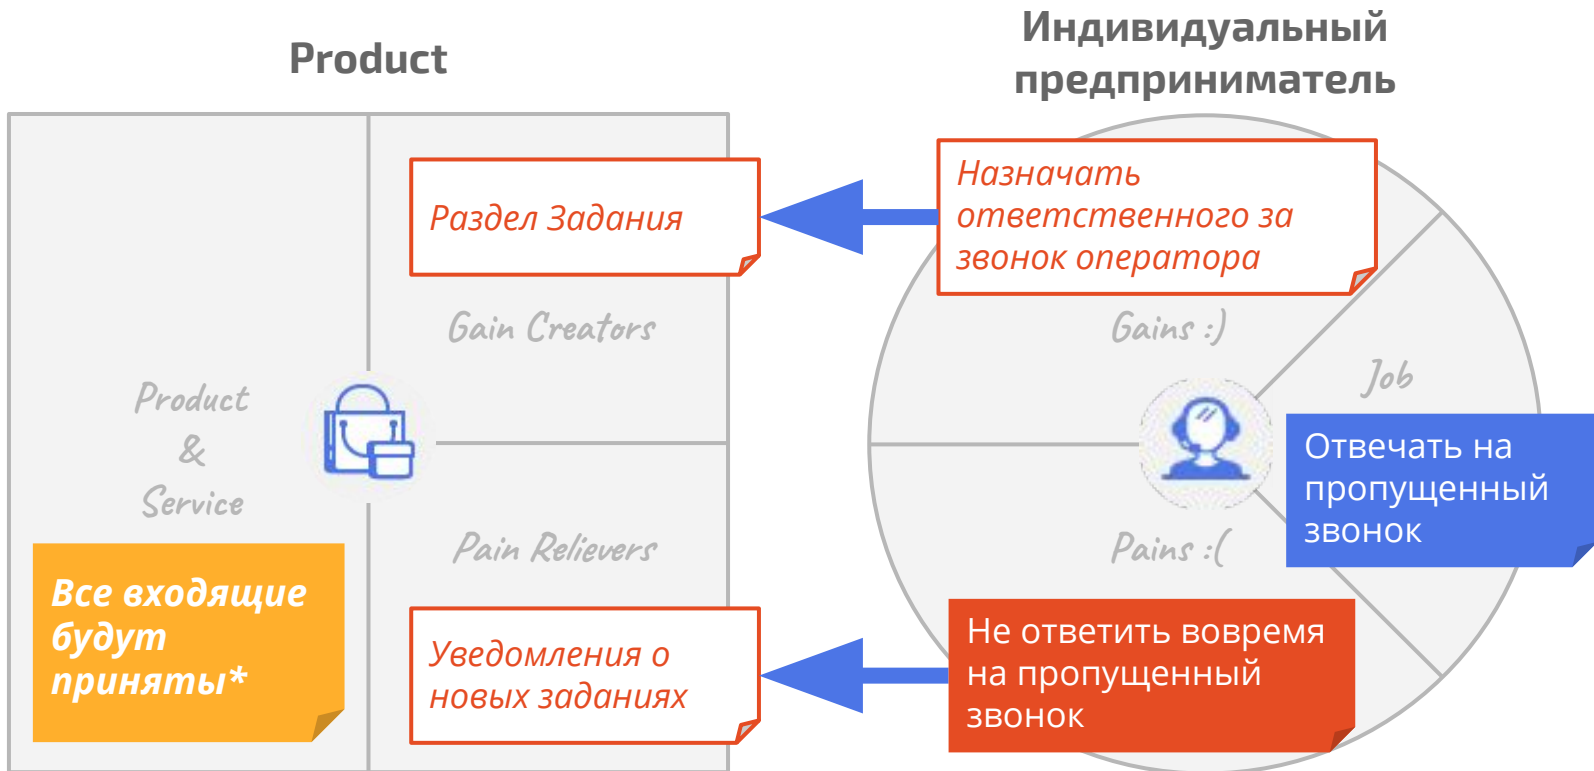 Product
Индивидуальный
предприниматель
Раздел Задания
Назначать
ответственного за
звонок оператора
Gain Creators
Gains :)
Product
&
Service
Job
Отвечать на
пропущенный
звонок
Pain Relievers
Pains :(
Все входящие
будут
приняты*
Уведомления о
новых заданиях
Не ответить вовремя
на пропущенный
звонок